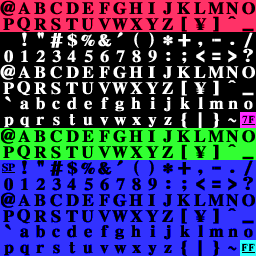 @ABCDEFGHIJKLMNO
PQRSTUVWXYZ[¥]^_
!"#$%&´()*+,-./
0123456789:;<=>?
@ABCDEFGHIJKLMNO
PQRSTUVWXYZ[¥]^_
`abcdefghijklmno
pqrstuvwxyz{|}~7F
@ABCDEFGHIJKLMNO
PQRSTUVWXYZ[¥]^_
SP!"#$%&´()*+,-./
0123456789:;<=>?
@ABCDEFGHIJKLMNO
PQRSTUVWXYZ[¥]^_
`abcdefghijklmno
pqrstuvwxyz{|}~FF